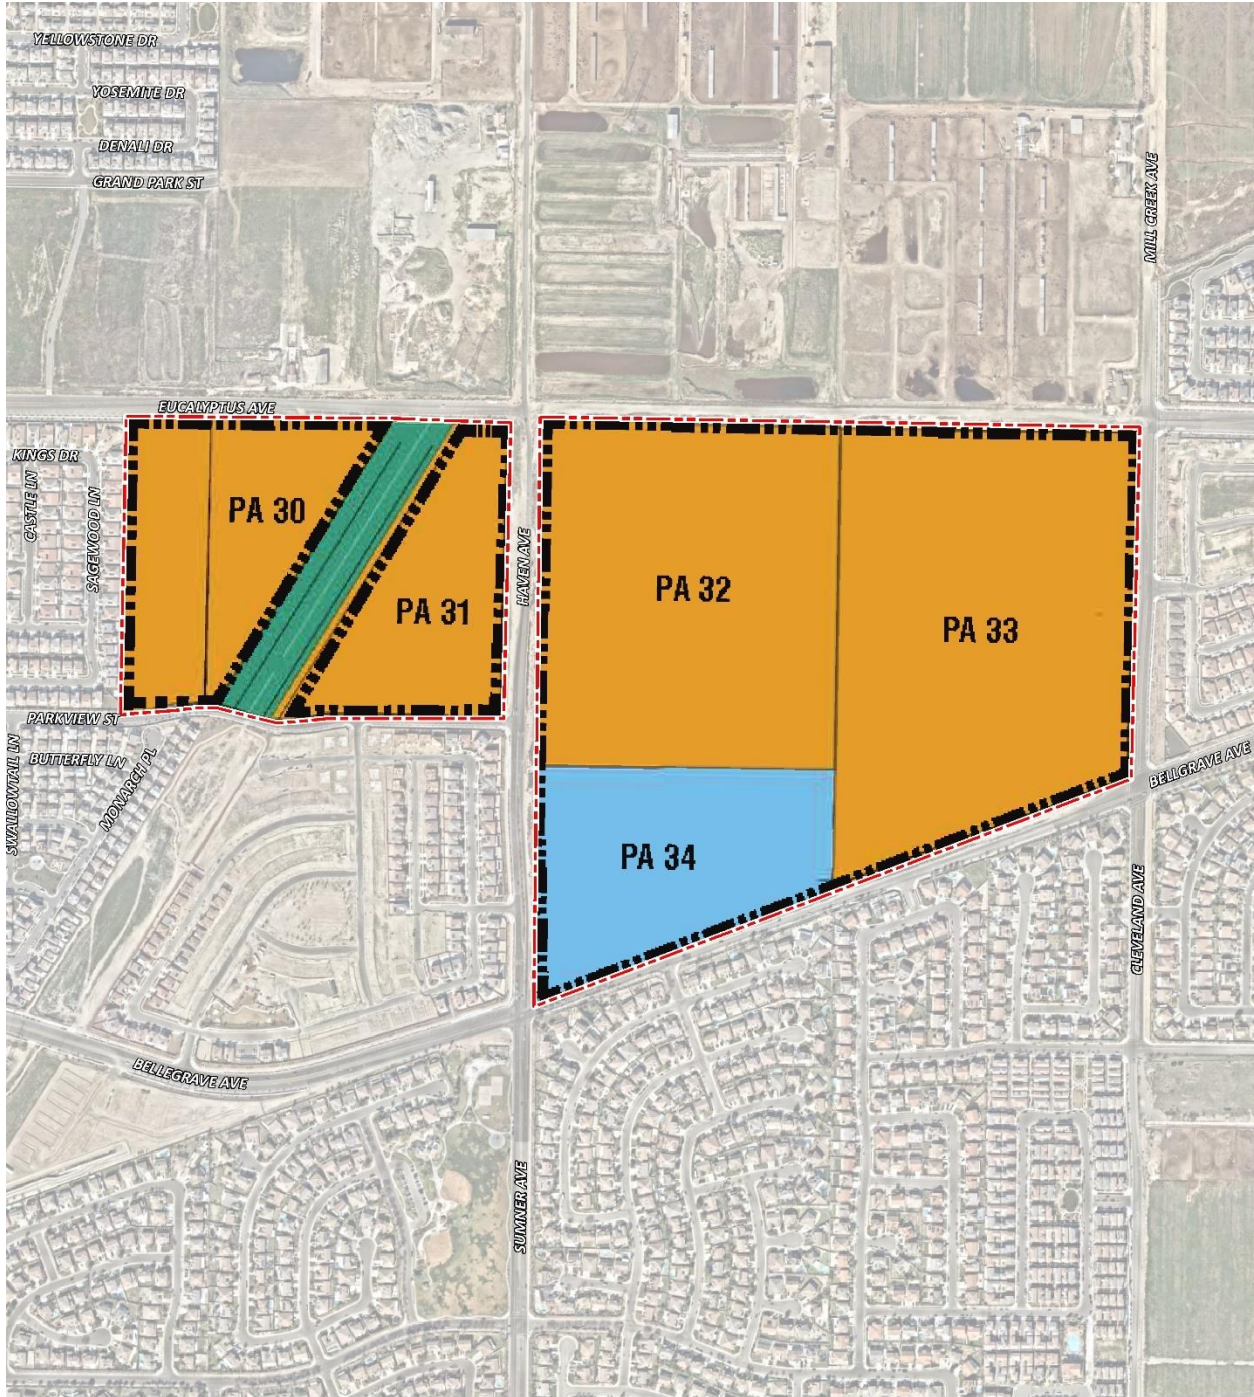 YELLOWSTONE DR
YOSEMITE DR
DENALI DR
GRAND PARK ST
MILL CREEK AVE
EUCALYPTUS AVE
KINGS DR
CASTLE LN
SAGEWOOD LN
PA 30
PA 31
HAVEN AVE
PA 32
PA 33
PARKVIEW ST
BUTTERFLY LN
SWALLOWTAIL LN
MONARCH PL
BELLGRAVE AVE
PA 34
CLEVELAND AVE
BELLEGRAVE AVE
SUMNER AVE